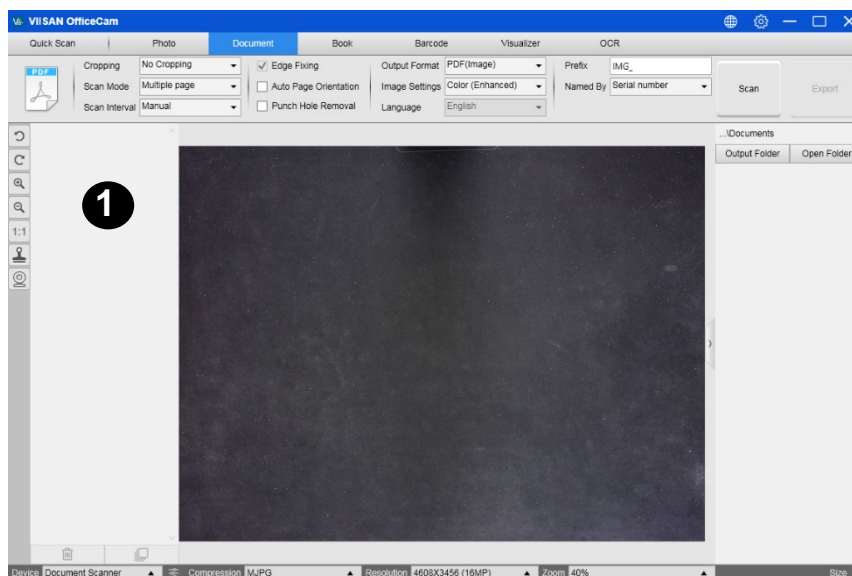 VIISAN OfficeCam
Quick Scan Photo Document Book Barcode Visualizer OCR
PDF
Cropping No Cropping
Scan Mode Multiple page
Scan Interval Manual
Edge Fixing
Auto Page Orientation
Punch Hole Removal
Output Format PDF(Image)
Image Settings Color (Enhanced)
Language English
Prefix IMG_
Named By Serial number
Scan
Export
...\Documents
Output Folder Open Folder
1:1
1
Device Document Scanner Compression MJPG Resolution 4608X3456 (16MP) Zoom 40% Size